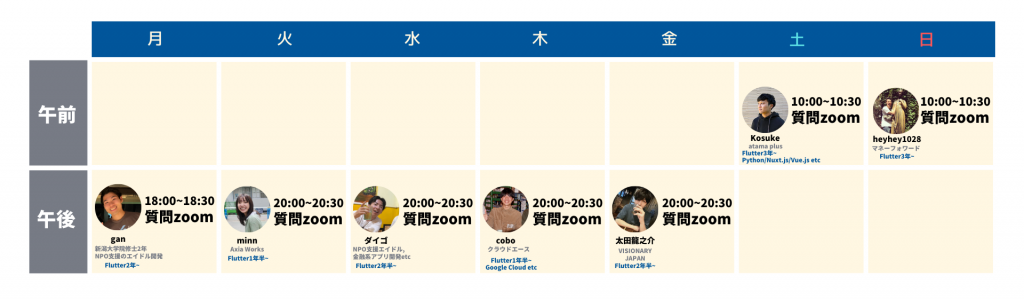 月 火 水 木 金 土 日
午前
10:00~10:30
質問zoom
Kosuke
atama plus
Flutter3年~
Python/Nuxt.js/Vue.js etc
10:00~10:30
質問zoom
heyhey1028
マネーフォワード
Flutter3年~
午後
18:00~18:30
質問zoom
gan
新潟大学院修士2年
NPO支援のエイドル開発
Flutter2年~
20:00~20:30
質問zoom
minn
Axia Works
Flutter1年半~
20:00~20:30
質問zoom
ダイゴ
NPO支援エイドル,
金融系アプリ開発etc
Flutter2年半~
20:00~20:30
質問zoom
cobo
クラウドエース
Flutter1年半~
Google Cloud etc
20:00~20:30
質問zoom
太田龍之介
VISIONARY
JAPAN
Flutter2年半~